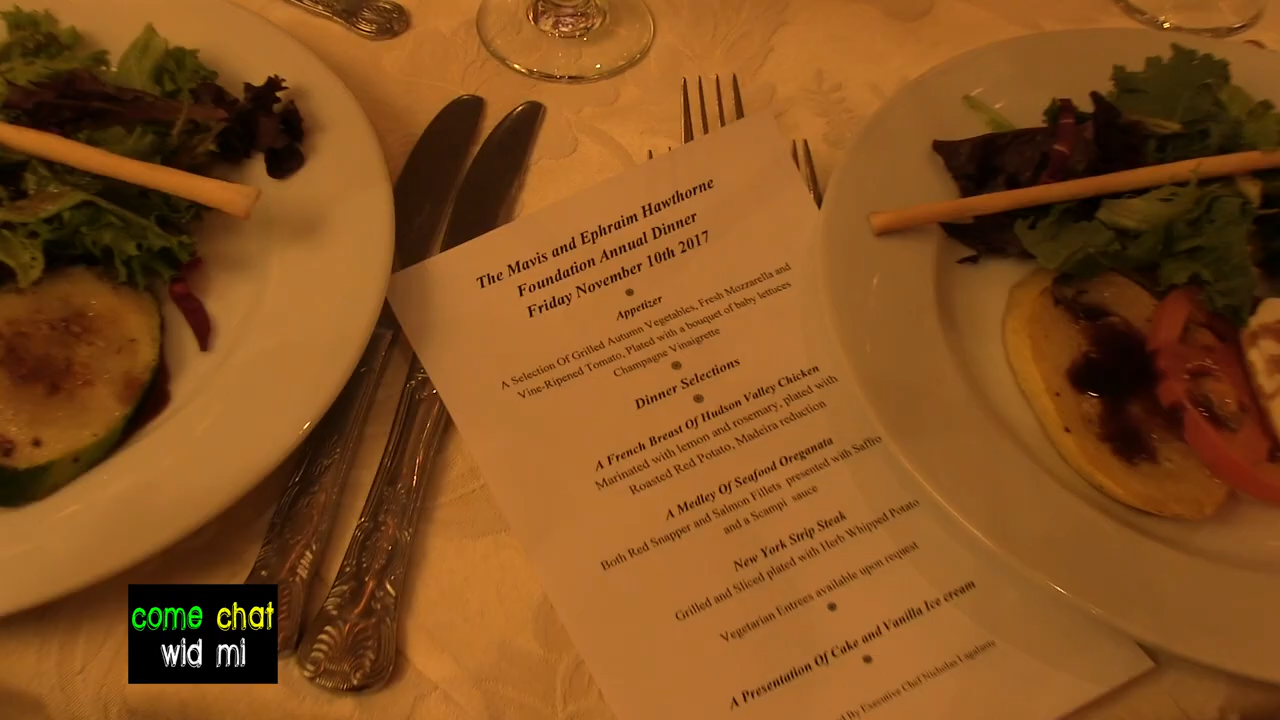 The Mavis and Ephraim Hawthorne
Foundation Annual Dinner
Friday November 10th 2017
Appetizer
A Selection Of Grilled Autumn Vegetables, Fresh Mozzarella and
Vine-Ripened Tomato, Plated with a bouquet of baby lettuces
Champagne Vinaigrette
Dinner Selections
A French Breast Of Hudson Valley Chicken
Marinated with lemon and rosemary, plated with
Roasted Red Potato, Madeira reduction
A Medley Of Seafood Oreganata
Both Red Snapper and Salmon Fillets presented with Saffro
and a Scampi sauce
New York Strip Steak
Grilled and Sliced plated with Herb Whipped Potato
Vegetarian Entrees available upon request
A Presentation Of Cake and Vanilla Ice cream
By Executive Chef Nicholas
come chat
wid mi